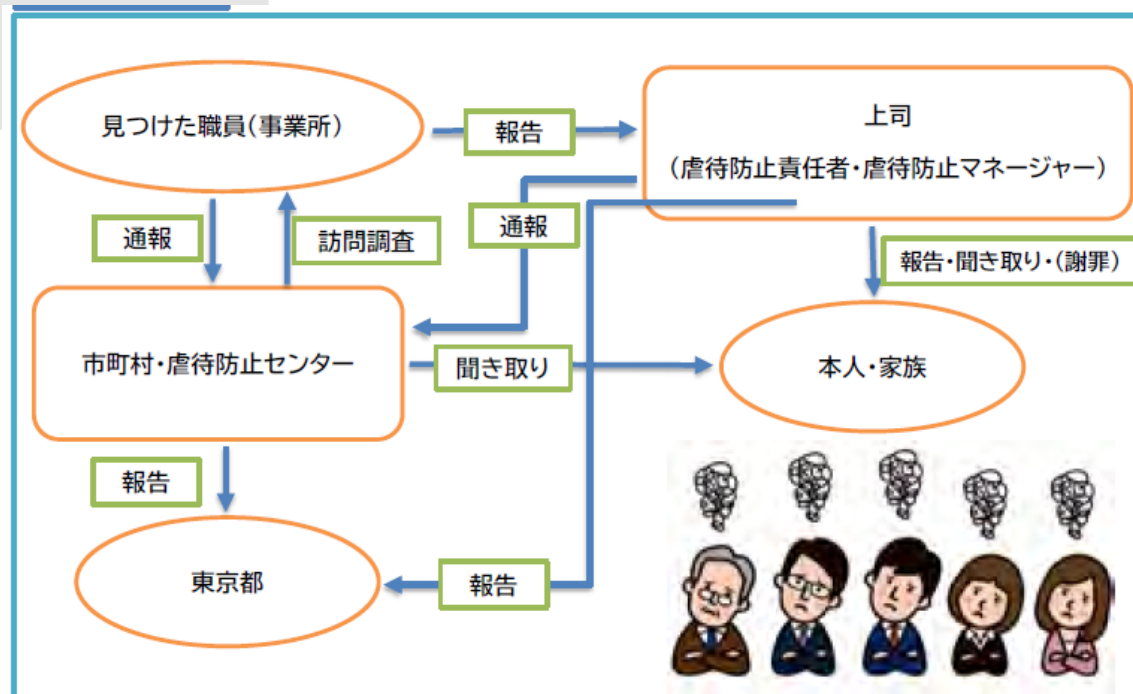 見つけた職員(事業所)
報告
上司
(虐待防止責任者・虐待防止マネージャー)
通報
訪問調査
通報
報告・聞き取り・(謝罪)
市町村・虐待防止センター
聞き取り
本人・家族
報告
東京都
報告